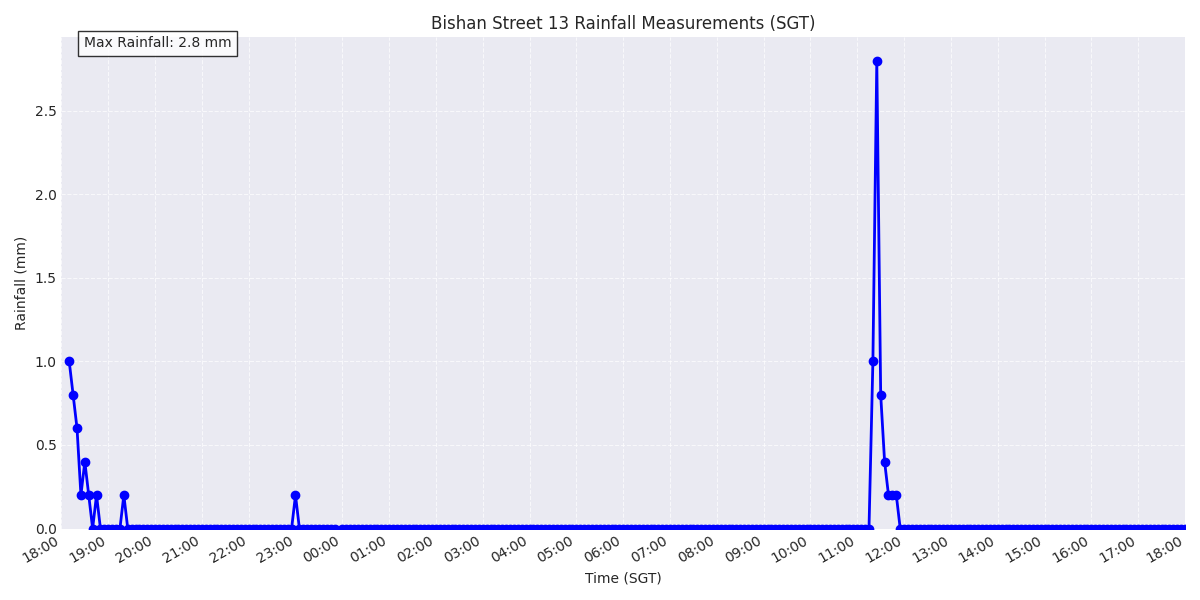 Bishan Street 13 Rainfall Measurements (SGT)
Max Rainfall: 2.8 mm
Rainfall (mm)
2.5
2.0
1.5
1.0
0.5
0.0
18:00 19:00 20:00 21:00 22:00 23:00 00:00 01:00 02:00 03:00 04:00 05:00 06:00 07:00 08:00 09:00 10:00 11:00 12:00 13:00 14:00 15:00 16:00 17:00 18:00
Time (SGT)